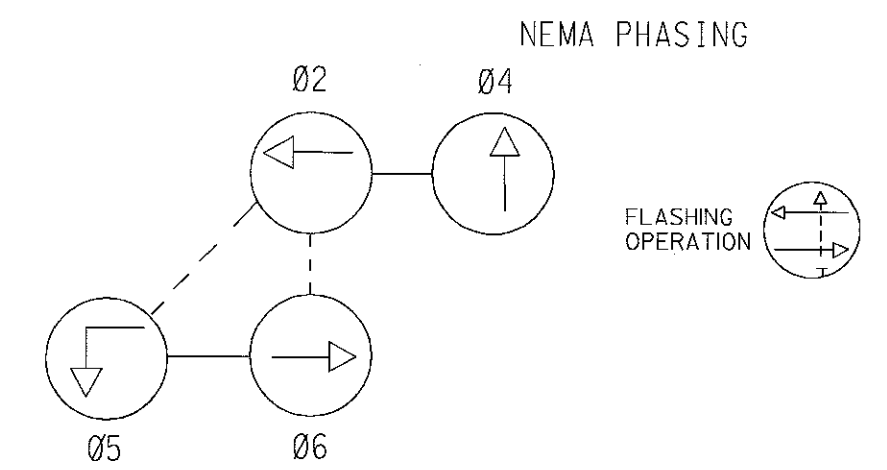 NEMA PHASING
Ø2
Ø4
FLASHING
OPERATION
Ø5
Ø6